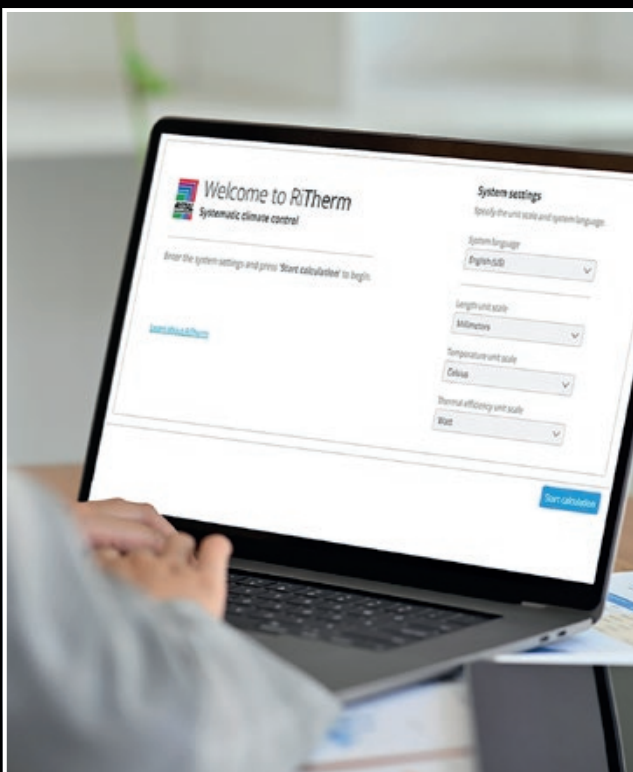 RITTAL
Welcome to RiTherm
Systematic climate control
Enter the system settings and press 'Start calculation' to begin.
Learn About RiTherm
System settings
Specify the unit scale and system language.
System language
English (US)
Length unit scale
Millimeters
Temperature unit scale
Celsius
Thermal efficiency unit scale
Watt
Start calculation